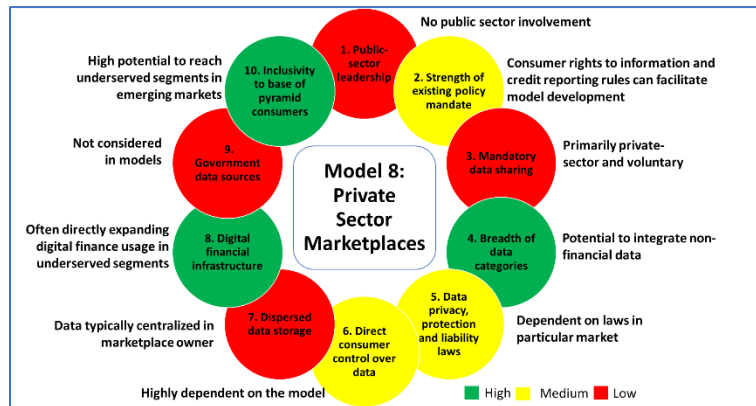 No public sector involvement
1. Public-
sector
leadership
High potential to reach
underserved segments in
emerging markets
10. Inclusivity
to base of
pyramid
consumers
2. Strength of
existing policy
mandate
Consumer rights to information and
credit reporting rules can facilitate
model development
Not considered
in models
9.
Government
data sources
Model 8:
Private
Sector
Marketplaces
3. Mandatory
data sharing
Primarily private-
sector and voluntary
Often directly expanding
digital finance usage in
underserved segments
8. Digital
financial
infrastructure
4. Breadth of
data
categories
Potential to integrate non-
financial data
Data typically centralized in
marketplace owner
7. Dispersed
data storage
5. Data
privacy,
protection
and liability
laws
Dependent on laws in
particular market
6. Direct
consumer
control over
data
Highly dependent on the model
High
Medium
Low